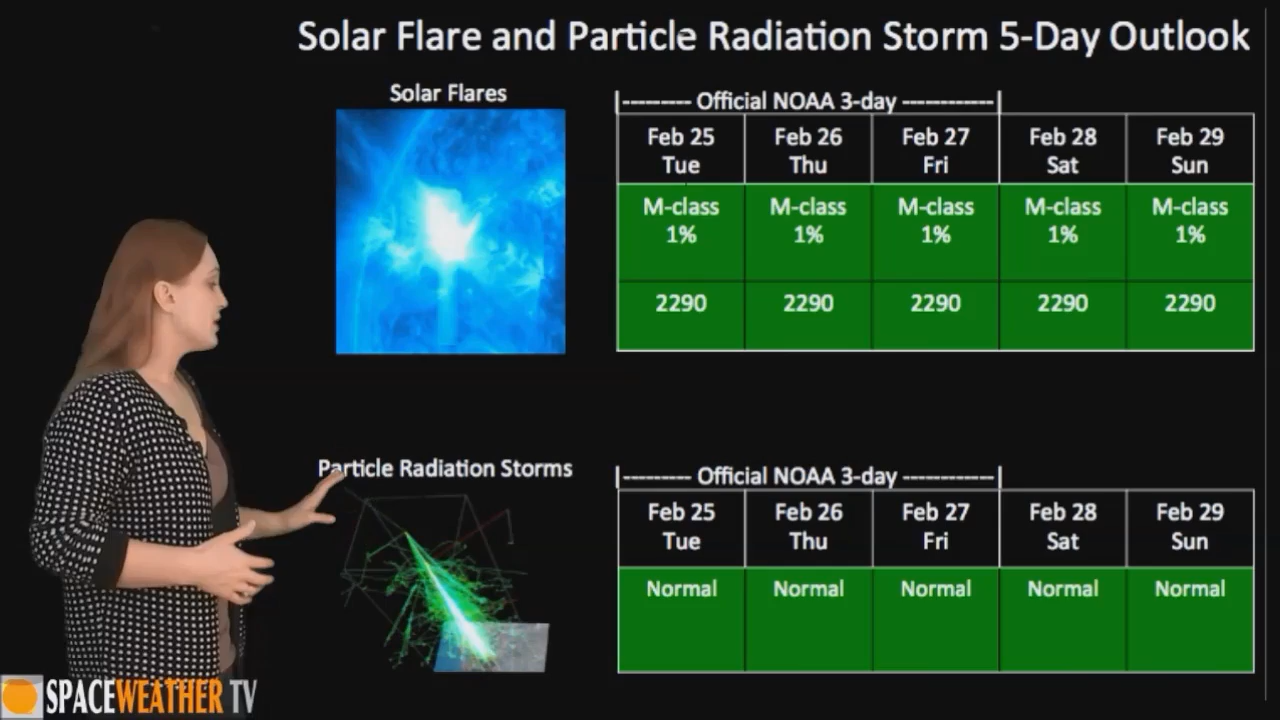 Solar Flare and Particle Radiation Storm 5-Day Outlook
Solar Flares
|--------- Official NOAA 3-day ------------|
Feb 25 Feb 26 Feb 27 Feb 28 Feb 29
Tue Thu Fri Sat Sun
M-class M-class M-class M-class M-class
1% 1% 1% 1% 1%
2290 2290 2290 2290 2290
Particle Radiation Storms
|--------- Official NOAA 3-day ------------|
Feb 25 Feb 26 Feb 27 Feb 28 Feb 29
Tue Thu Fri Sat Sun
Normal Normal Normal Normal Normal
SPACEWEATHER TV